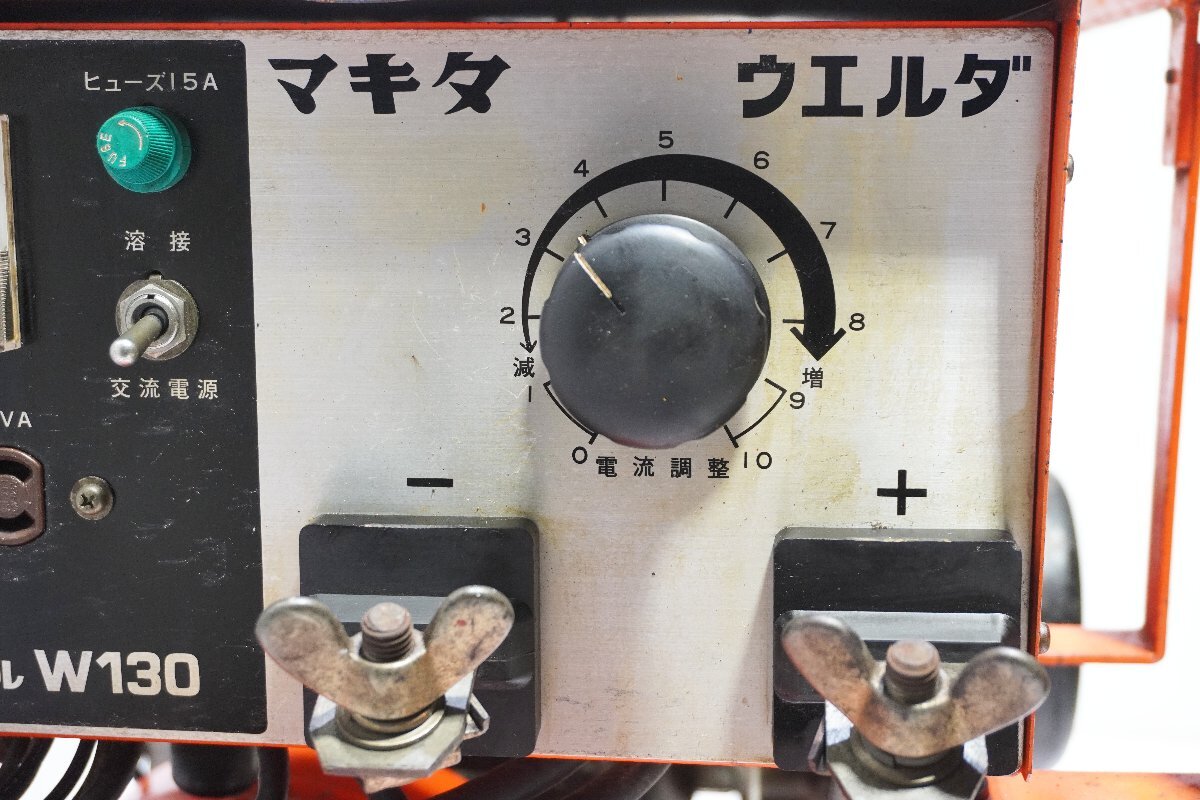 ヒューズ15A
FUSE
溶接
交流電源
VA
ル W130
マキタ ウエルダ
5
4 6
3 7
2 8
減 増
1 9
0 電流調整 10
− +